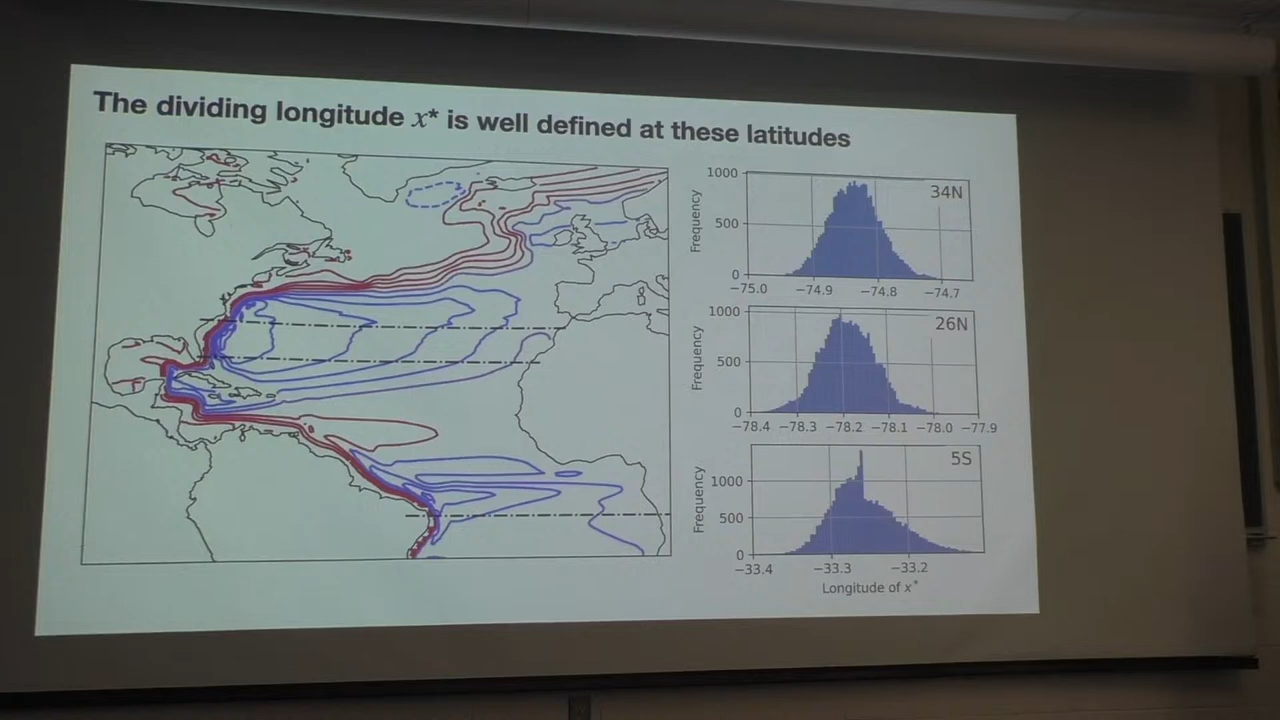 The dividing longitude x* is well defined at these latitudes
1000
500
0
Frequency
34N
−75.0 −74.9 −74.8 −74.7
1000
500
0
Frequency
26N
−78.4 −78.3 −78.2 −78.1 −78.0 −77.9
1000
500
0
Frequency
5S
−33.4 −33.3 −33.2
Longitude of x*